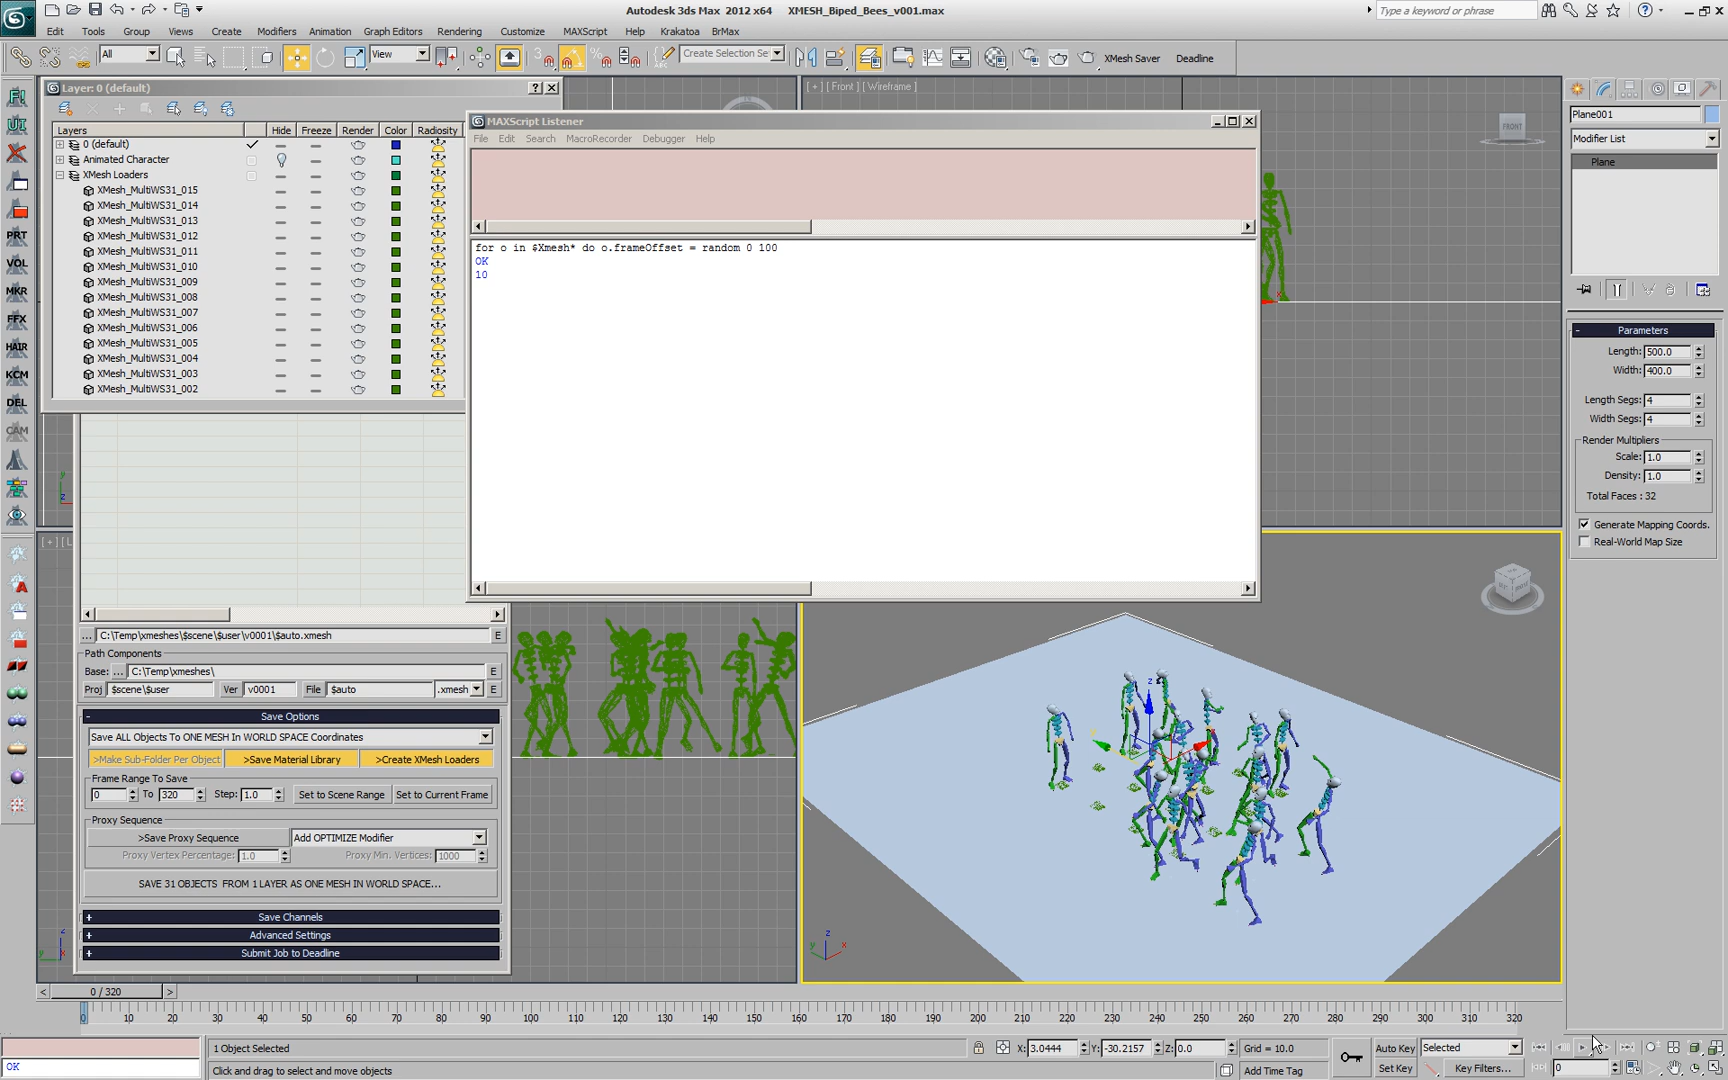 Autodesk 3ds Max 2012 x64 XMESH_Biped_Bees_v001.max
Type a keyword or phrase
Edit Tools Group Views Create Modifiers Animation Graph Editors Rendering Customize MAXScript Help Krakatoa BrMax
All View Create Selection Se XMesh Saver Deadline
Layer: 0 (default)
Layers Hide Freeze Render Color Radiosity
0 (default)
Animated Character
XMesh Loaders
XMesh_MultiWS31_015
XMesh_MultiWS31_014
XMesh_MultiWS31_013
XMesh_MultiWS31_012
XMesh_MultiWS31_011
XMesh_MultiWS31_010
XMesh_MultiWS31_009
XMesh_MultiWS31_008
XMesh_MultiWS31_007
XMesh_MultiWS31_006
XMesh_MultiWS31_005
XMesh_MultiWS31_004
XMesh_MultiWS31_003
XMesh_MultiWS31_002
MAXScript Listener
File Edit Search MacroRecorder Debugger Help
for o in $Xmesh* do o.frameOffset = random 0 100
OK
10
[ + ] [ Front ] [ Wireframe ]
FRONT
Plane001
Modifier List
Plane
Parameters
Length: 500.0
Width: 400.0
Length Segs: 4
Width Segs: 4
Render Multipliers
Scale: 1.0
Density: 1.0
Total Faces : 32
Generate Mapping Coords.
Real-World Map Size
F!
UI
PRT
VOL
MKR
FFX
HAIR
KCM
DEL
CAM
... C:\Temp\xmeshes\$scene\$user\v0001\$auto.xmesh E
Path Components
Base: ... C:\Temp\xmeshes\ E
Proj $scene\$user Ver v0001 File $auto .xmesh E
Save Options
Save ALL Objects To ONE MESH In WORLD SPACE Coordinates
>Make Sub-Folder Per Object >Save Material Library >Create XMesh Loaders
Frame Range To Save
0 To 320 Step: 1.0 Set to Scene Range Set to Current Frame
Proxy Sequence
>Save Proxy Sequence Add OPTIMIZE Modifier
Proxy Vertex Percentage: 1.0 Proxy Min. Vertices: 1000
SAVE 31 OBJECTS FROM 1 LAYER AS ONE MESH IN WORLD SPACE...
Save Channels
Advanced Settings
Submit Job to Deadline
0 / 320
0 10 20 30 40 50 60 70 80 90 100 110 120 130 140 150 160 170 180 190 200 210 220 230 240 250 260 270 280 290 300 310 320
1 Object Selected X: 3.0444 Y: -30.2157 Z: 0.0 Grid = 10.0 Auto Key Selected
OK Click and drag to select and move objects Add Time Tag Set Key Key Filters... 0